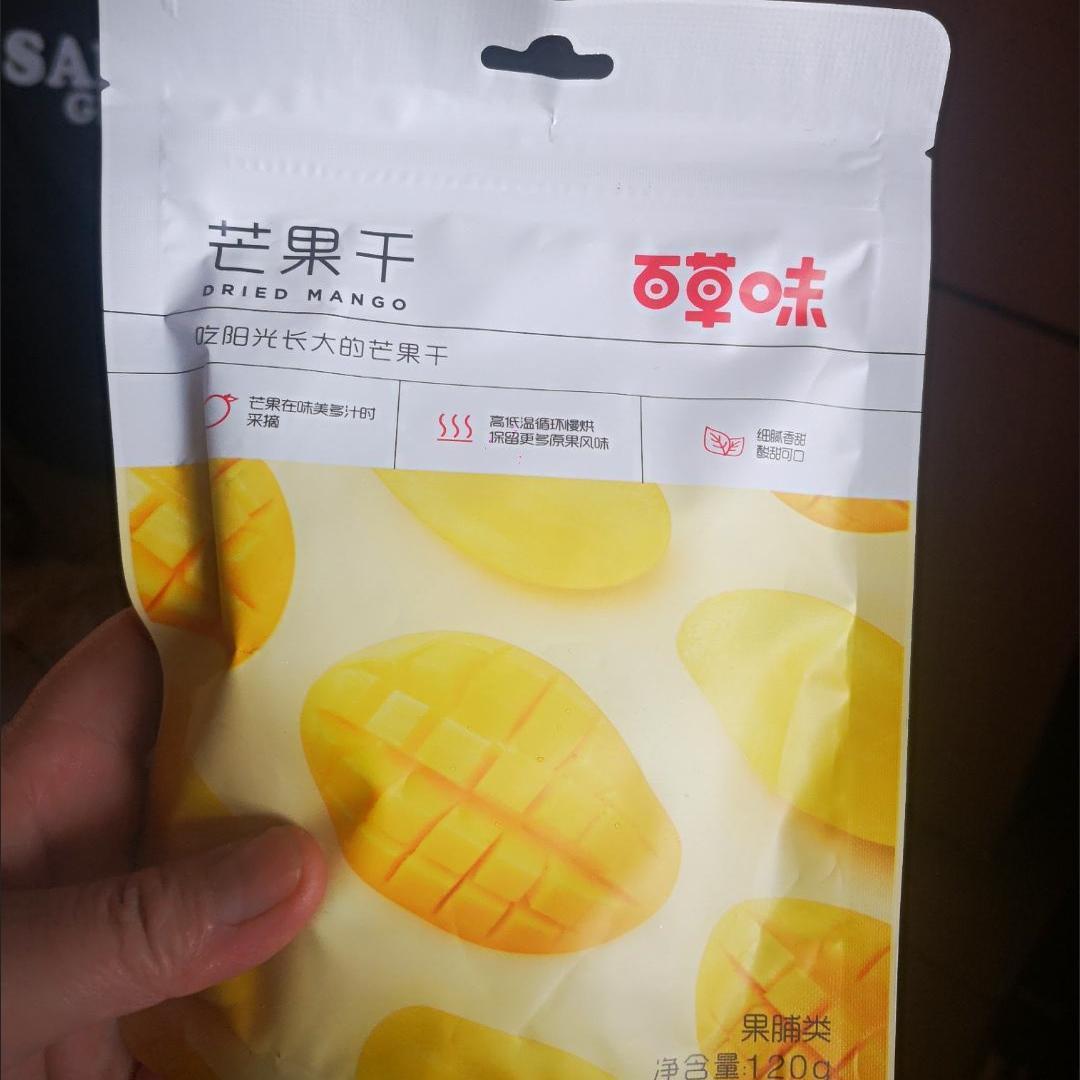 SA
G
芒果干
DRIED MANGO
百草味
吃阳光长大的芒果干
芒果在味美多汁时
采摘
高低温循环慢烘
保留更多原果风味
细腻香甜
酸甜可口
果脯类
净含量:120g